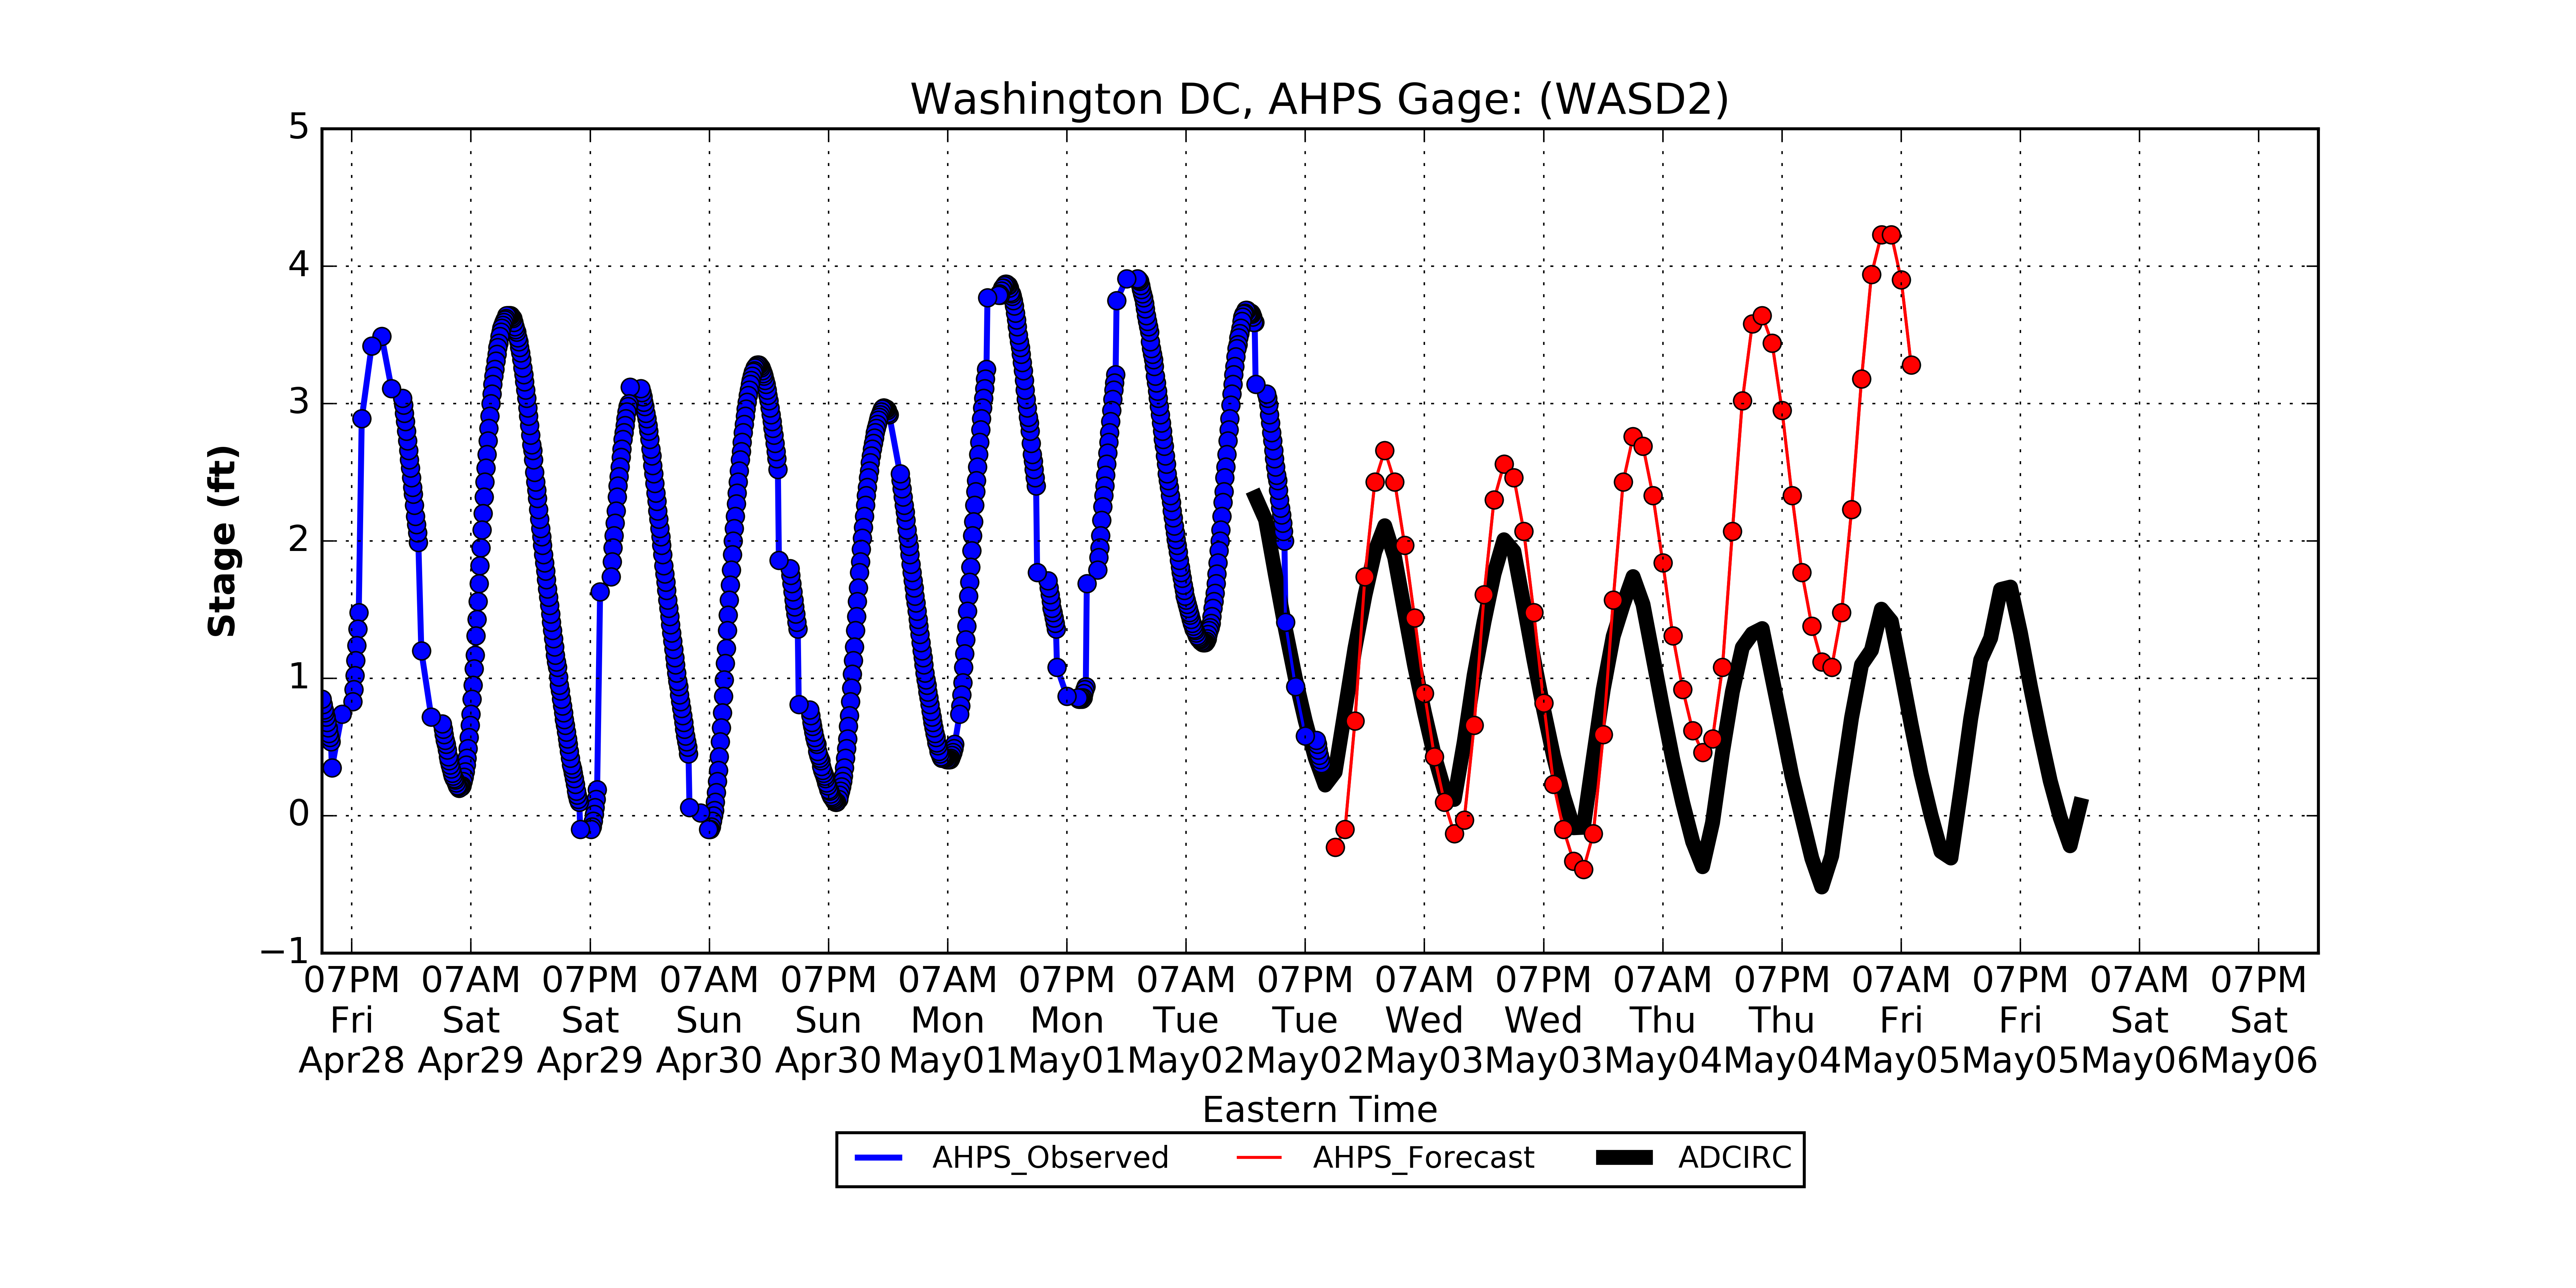 Washington DC, AHPS Gage: (WASD2)
5
4
3
2
1
0
−1
Stage (ft)
07PM 07AM 07PM 07AM 07PM 07AM 07PM 07AM 07PM 07AM 07PM 07AM 07PM 07AM 07PM 07AM 07PM
Fri Sat Sat Sun Sun Mon Mon Tue Tue Wed Wed Thu Thu Fri Fri Sat Sat
Apr28 Apr29 Apr29 Apr30 Apr30 May01 May01 May02 May02 May03 May03 May04 May04 May05 May05 May06 May06
Eastern Time
AHPS_Observed AHPS_Forecast ADCIRC